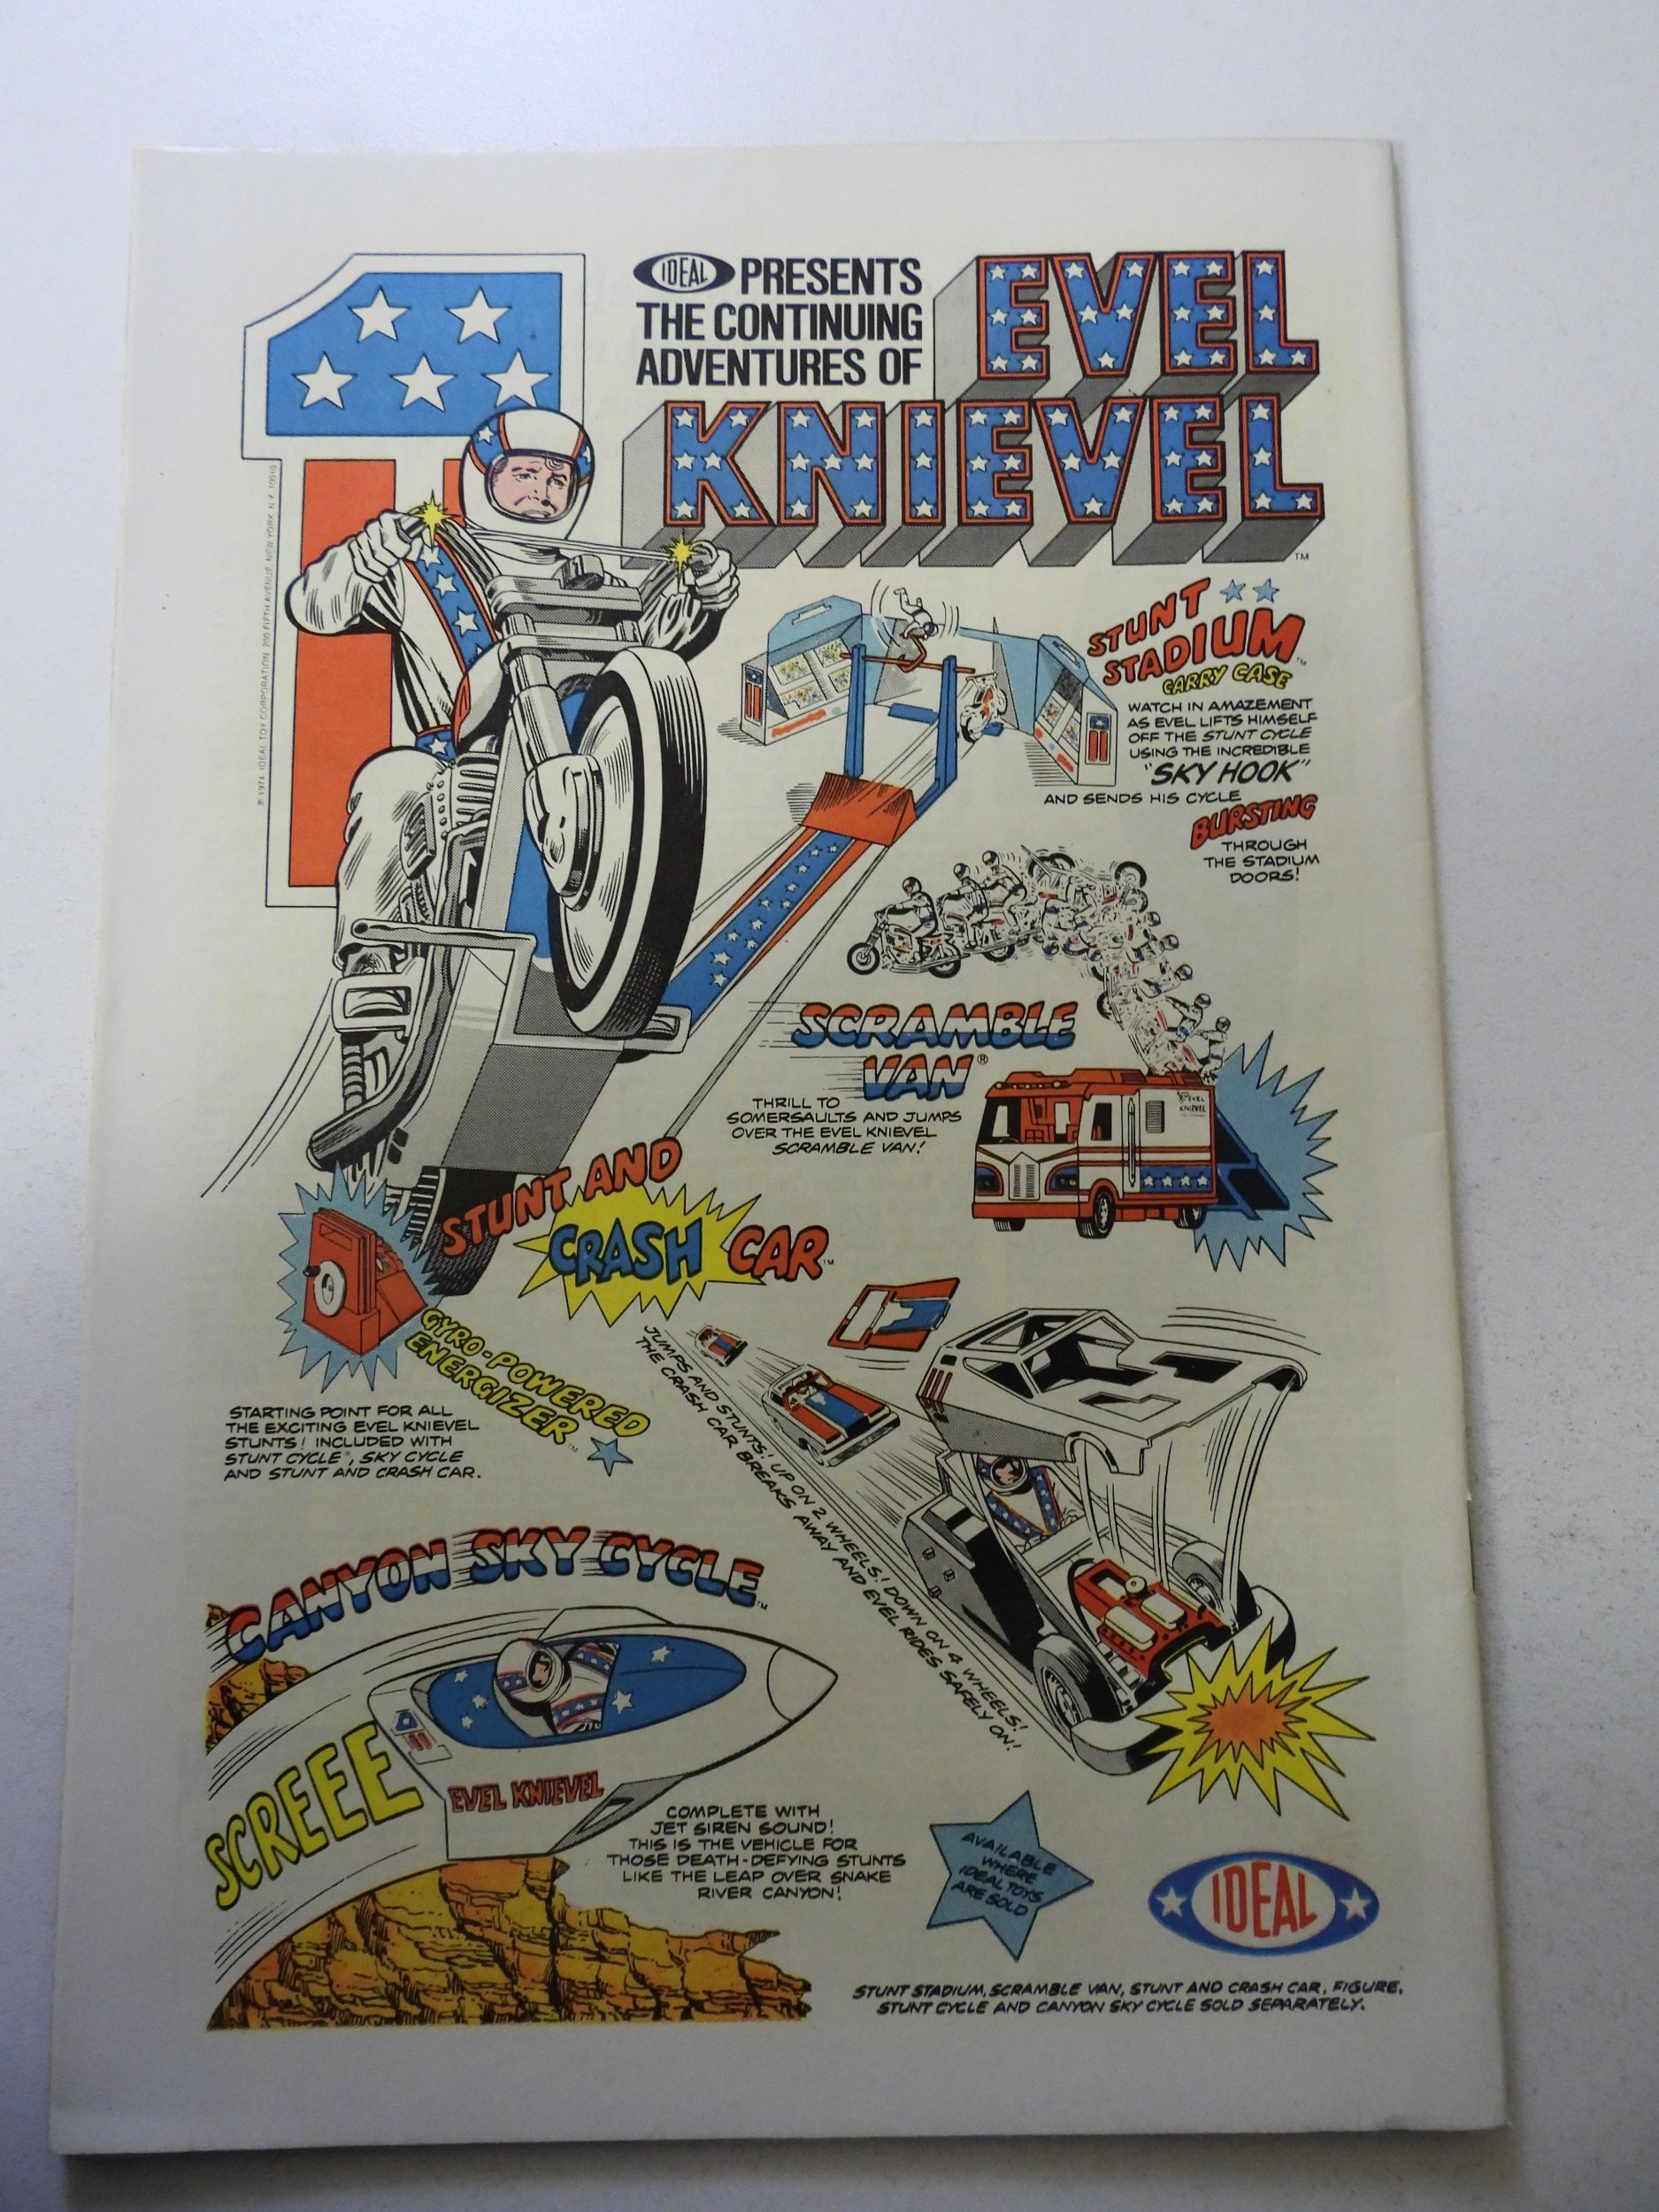 IDEAL PRESENTS
THE CONTINUING
ADVENTURES OF
EVEL
KNIEVEL
TM
© 1974 IDEAL TOY CORPORATION 200 FIFTH AVENUE, NEW YORK, N.Y. 10010
STUNT
STADIUM
TM
CARRY CASE
WATCH IN AMAZEMENT
AS EVEL LIFTS HIMSELF
OFF THE STUNT CYCLE
USING THE INCREDIBLE
"SKY HOOK"
AND SENDS HIS CYCLE
BURSTING
THROUGH
THE STADIUM
DOORS!
SCRAMBLE
VAN®
THRILL TO
SOMERSAULTS AND JUMPS
OVER THE EVEL KNIEVEL
SCRAMBLE VAN!
EVEL
KNIEVEL
STUNT AND
CRASH CAR™
GYRO-POWERED
ENERGIZER™
STARTING POINT FOR ALL
THE EXCITING EVEL KNIEVEL
STUNTS! INCLUDED WITH
STUNT CYCLE®, SKY CYCLE
AND STUNT AND CRASH CAR.
JUMPS AND STUNTS! UP ON 2 WHEELS! DOWN ON 4 WHEELS!
THE CRASH CAR BREAKS AWAY AND EVEL RIDES SAFELY ON!
CANYON SKY CYCLE™
SCREEE
EVEL KNIEVEL
COMPLETE WITH
JET SIREN SOUND!
THIS IS THE VEHICLE FOR
THOSE DEATH-DEFYING STUNTS
LIKE THE LEAP OVER SNAKE
RIVER CANYON!
AVAILABLE
WHERE
IDEAL TOYS
ARE SOLD
IDEAL
STUNT STADIUM, SCRAMBLE VAN, STUNT AND CRASH CAR, FIGURE,
STUNT CYCLE AND CANYON SKY CYCLE SOLD SEPARATELY.